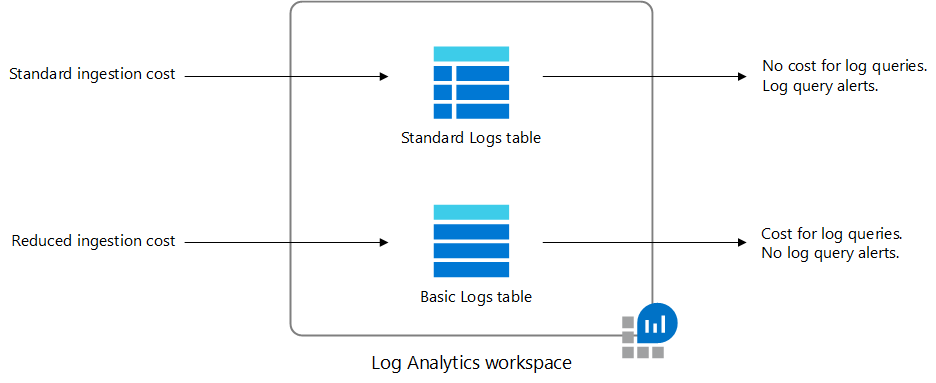 Standard ingestion cost
No cost for log queries.
Log query alerts.
Standard Logs table
Reduced ingestion cost
Cost for log queries.
No log query alerts.
Basic Logs table
Log Analytics workspace